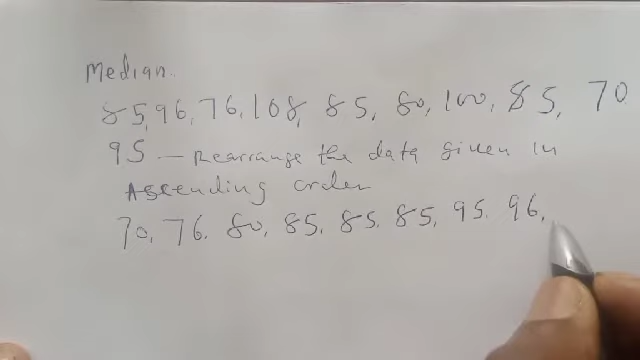 Median.
85, 96, 76, 108, 85, 80, 100, 85, 70
95 - Rearrange the data given in
Ascending order
70, 76. 80, 85, 85. 85, 95. 96,